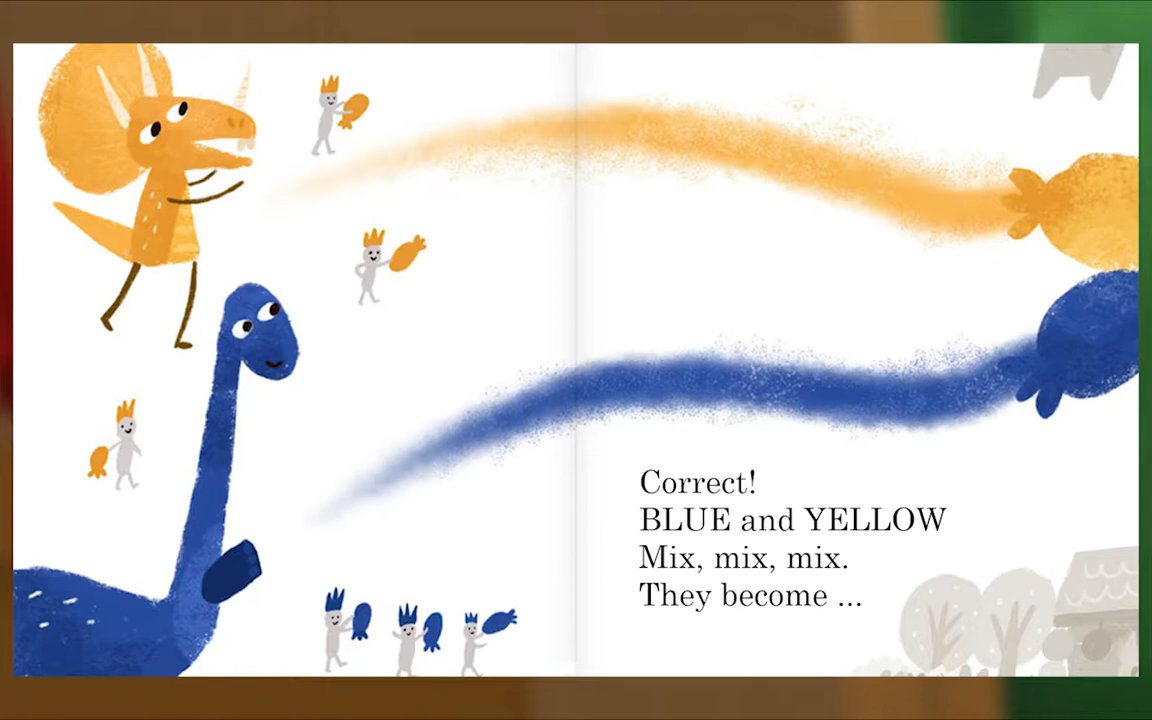 Correct!
BLUE and YELLOW
Mix, mix, mix.
They become ...